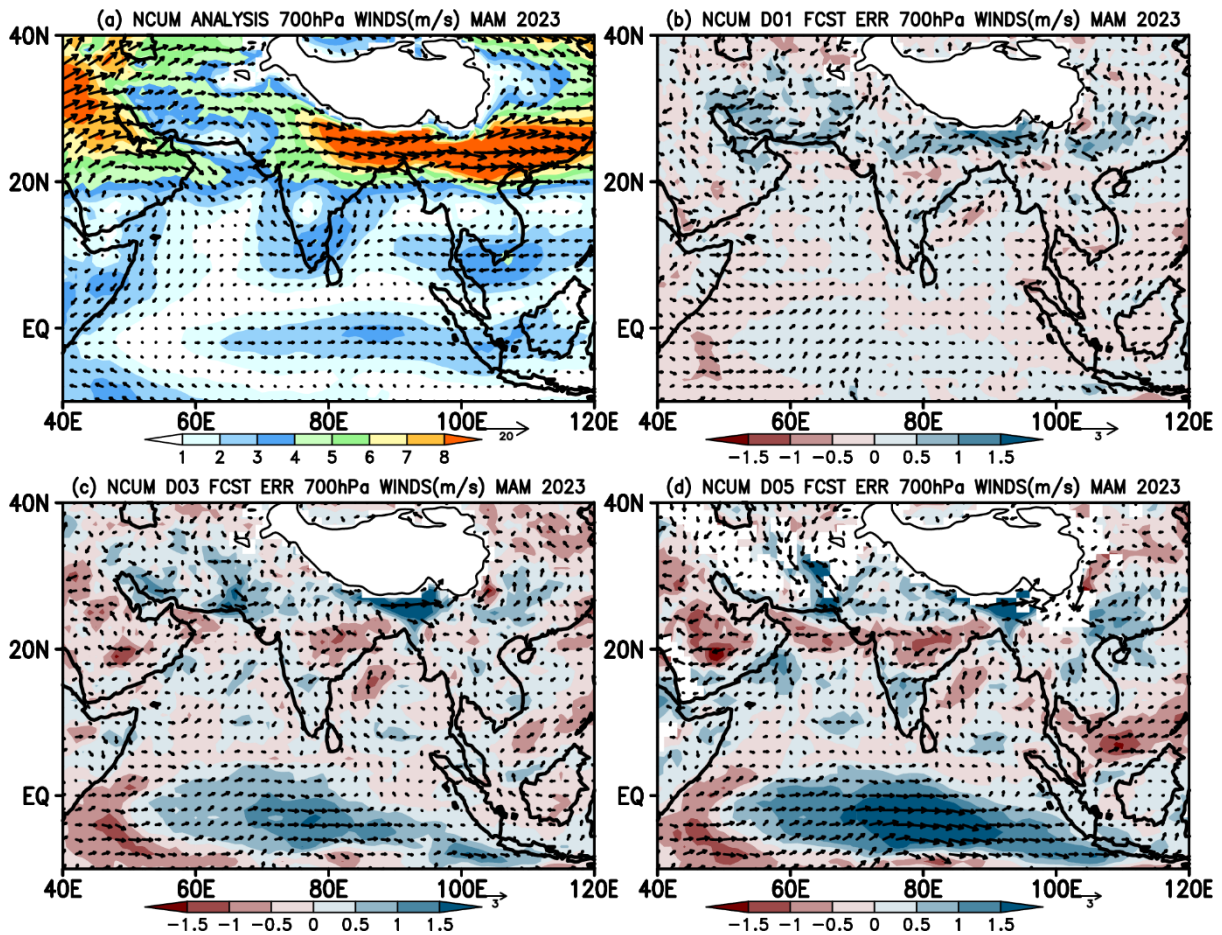 (a) NCUM ANALYSIS 700hPa WINDS(m/s) MAM 2023
40N
20N
EQ
40E 60E 80E 100E 120E
20
1 2 3 4 5 6 7 8
(b) NCUM D01 FCST ERR 700hPa WINDS(m/s) MAM 2023
40N
20N
EQ
40E 60E 80E 100E 120E
3
-1.5 -1 -0.5 0 0.5 1 1.5
(c) NCUM D03 FCST ERR 700hPa WINDS(m/s) MAM 2023
40N
20N
EQ
40E 60E 80E 100E 120E
3
-1.5 -1 -0.5 0 0.5 1 1.5
(d) NCUM D05 FCST ERR 700hPa WINDS(m/s) MAM 2023
40N
20N
EQ
40E 60E 80E 100E 120E
3
-1.5 -1 -0.5 0 0.5 1 1.5